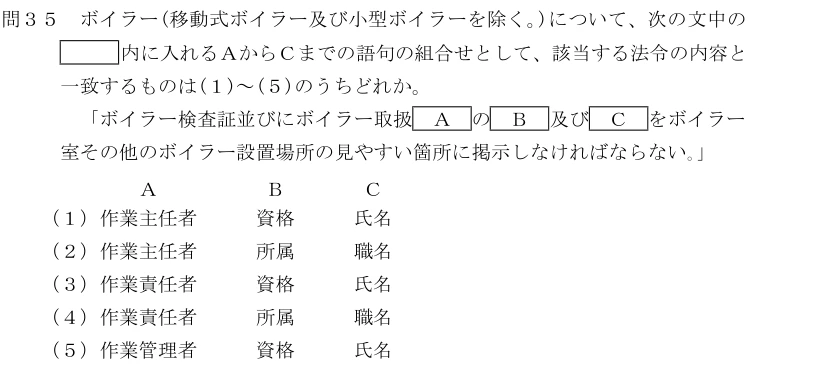 問３５　ボイラー(移動式ボイラー及び小型ボイラーを除く。)について、次の文中の
内に入れるＡからＣまでの語句の組合せとして、該当する法令の内容と
一致するものは(１)～(５)のうちどれか。
「ボイラー検査証並びにボイラー取扱 Ａ の Ｂ 及び Ｃ をボイラー
室その他のボイラー設置場所の見やすい箇所に掲示しなければならない。」
Ａ　Ｂ　Ｃ
(１) 作業主任者　資格　氏名
(２) 作業主任者　所属　職名
(３) 作業責任者　資格　氏名
(４) 作業責任者　所属　職名
(５) 作業管理者　資格　氏名